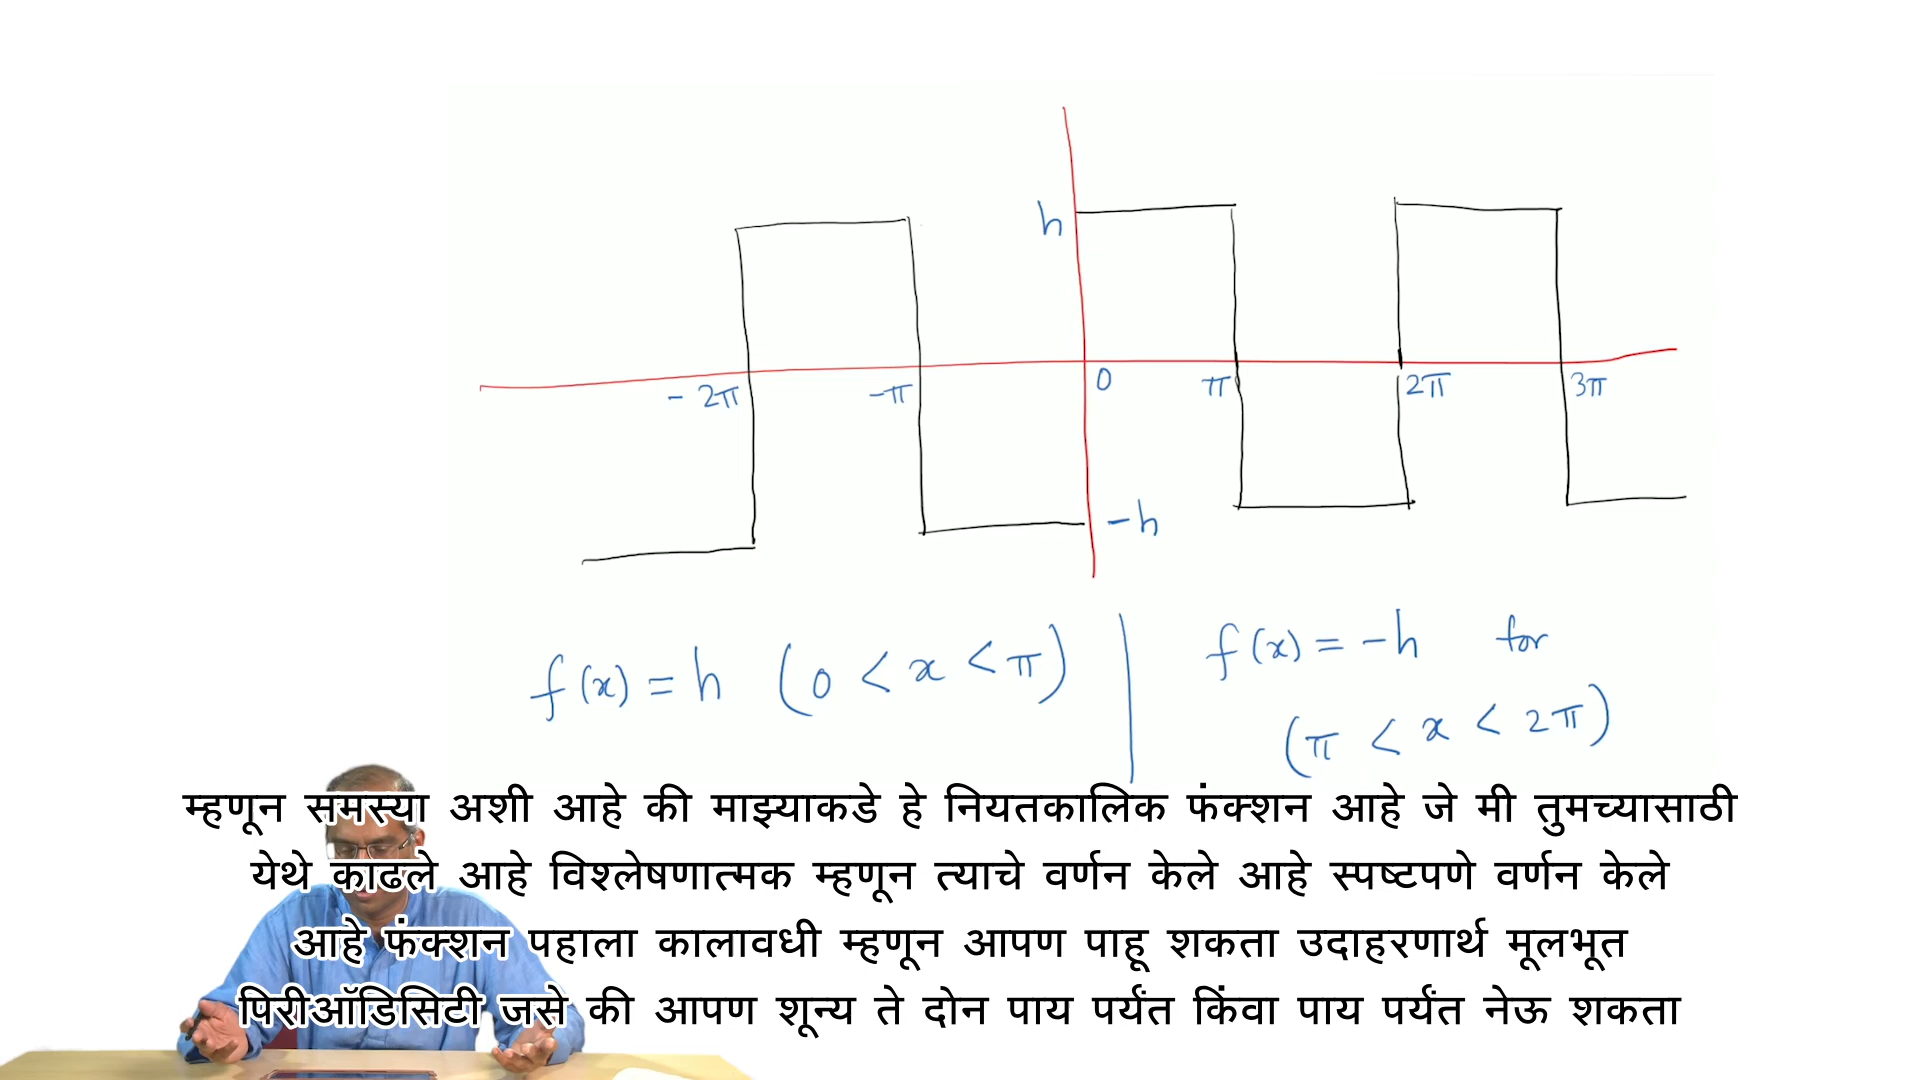 h
- 2π -π 0 π 2π 3π
-h
f(x) = h (0 < x < π) f(x) = -h for
(π < x < 2π)
म्हणून समस्या अशी आहे की माझ्याकडे हे नियतकालिक फंक्शन आहे जे मी तुमच्यासाठी
येथे काढले आहे विश्लेषणात्मक म्हणून त्याचे वर्णन केले आहे स्पष्टपणे वर्णन केले
आहे फंक्शन पहाला कालावधी म्हणून आपण पाहू शकता उदाहरणार्थ मूलभूत
पिरीऑडिसिटी जसे की आपण शून्य ते दोन पाय पर्यंत किंवा पाय पर्यंत नेऊ शकता